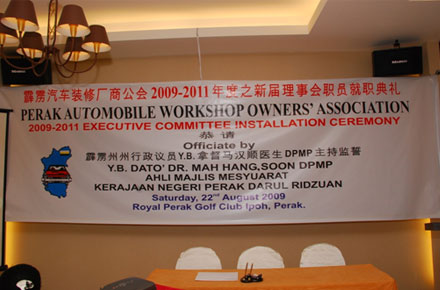 霹雳汽车装修厂商公会 2009-2011年度之新届理事会职员就职典礼
PERAK AUTOMOBILE WORKSHOP OWNERS' ASSOCIATION
2009-2011 EXECUTIVE COMMITTEE INSTALLATION CEREMONY
恭请
Officiate by
霹雳州州行政议员Y.B.拿督马汉顺医生DPMP主持监誓
Y.B. DATO' DR. MAH HANG,SOON DPMP
AHLI MAJLIS MESYUARAT
KERAJAAN NEGERI PERAK DARUL RIDZUAN
Saturday, 22nd August 2009
Royal Perak Golf Club Ipoh, Perak.